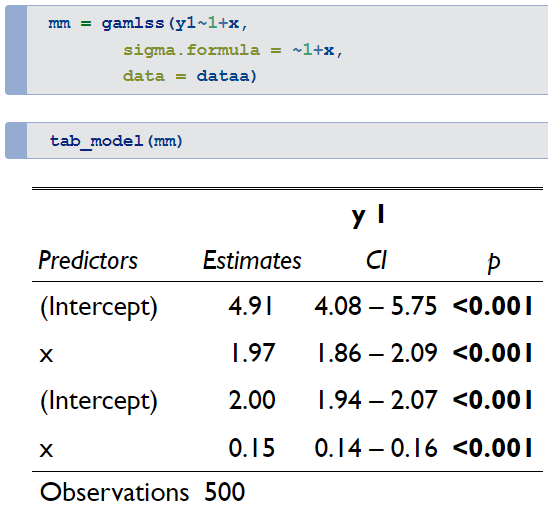 mm = gamlss(y1~1+x,
sigma.formula = ~1+x,
data = dataa)
tab_model(mm)
y 1
Predictors Estimates CI p
(Intercept) 4.91 4.08 – 5.75 <0.001
x 1.97 1.86 – 2.09 <0.001
(Intercept) 2.00 1.94 – 2.07 <0.001
x 0.15 0.14 – 0.16 <0.001
Observations 500